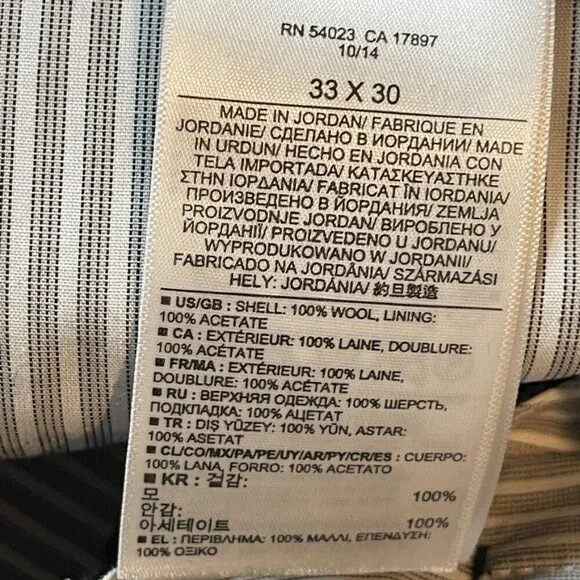 RN 54023 CA 17897
10/14
33 X 30
MADE IN JORDAN/ FABRIQUE EN
JORDANIE/ СДЕЛАНО В ИОРДАНИИ/ MADE
IN URDUN/ HECHO EN JORDANIA CON
TELA IMPORTADA/ ΚΑΤΑΣΚΕΥΑΣΤΗΚΕ
ΣΤΗΝ ΙΟΡΔΑΝΙΑ/ FABRICAT ÎN IORDANIA/
ПРОИЗВЕДЕНО В ЙОРДАНИЯ/ ZEMLJA
PROIZVODNJE JORDAN/ ВИРОБЛЕНО У
ЙОРДАНІЇ/ PROIZVEDENO U JORDANU/
WYPRODUKOWANO W JORDANII/
FABRICADO NA JORDÂNIA/ SZÁRMAZÁSI
HELY: JORDÁNIA/ 約旦製造
■ US/GB : SHELL: 100% WOOL, LINING:
100% ACETATE
■ CA : EXTÉRIEUR: 100% LAINE, DOUBLURE:
100% ACÉTATE
■ FR/MA : EXTÉRIEUR: 100% LAINE,
DOUBLURE: 100% ACÉTATE
■ RU : ВЕРХНЯЯ ОДЕЖДА: 100% ШЕРСТЬ,
ПОДКЛАДКА: 100% АЦЕТАТ
■ TR : DIŞ YÜZEY: 100% YÜN, ASTAR:
100% ASETAT
■ CL/CO/MX/PA/PE/UY/AR/PY/CR/ES : CUERPO:
100% LANA, FORRO: 100% ACETATO
■ KR : 겉감:
모 100%
안감:
아세테이트 100%
■ EL : ΠΕΡΙΒΛΗΜΑ: 100% ΜΑΛΛΙ, ΕΠΕΝΔΥΣΗ:
100% ΟΞΙΚΟ